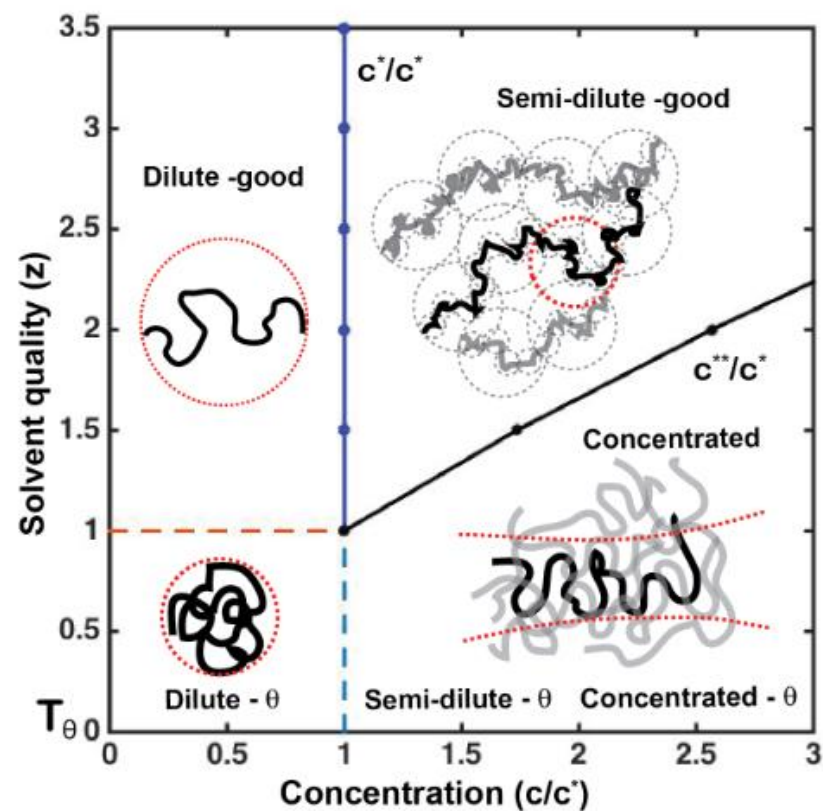 3.5
3
2.5
2
1.5
1
0.5
T_θ 0
Solvent quality (z)
c*/c*
Semi-dilute -good
Dilute -good
c**/c*
Concentrated
Dilute - θ
Semi-dilute - θ
Concentrated - θ
0
0.5
1
1.5
2
2.5
3
Concentration (c/c*)